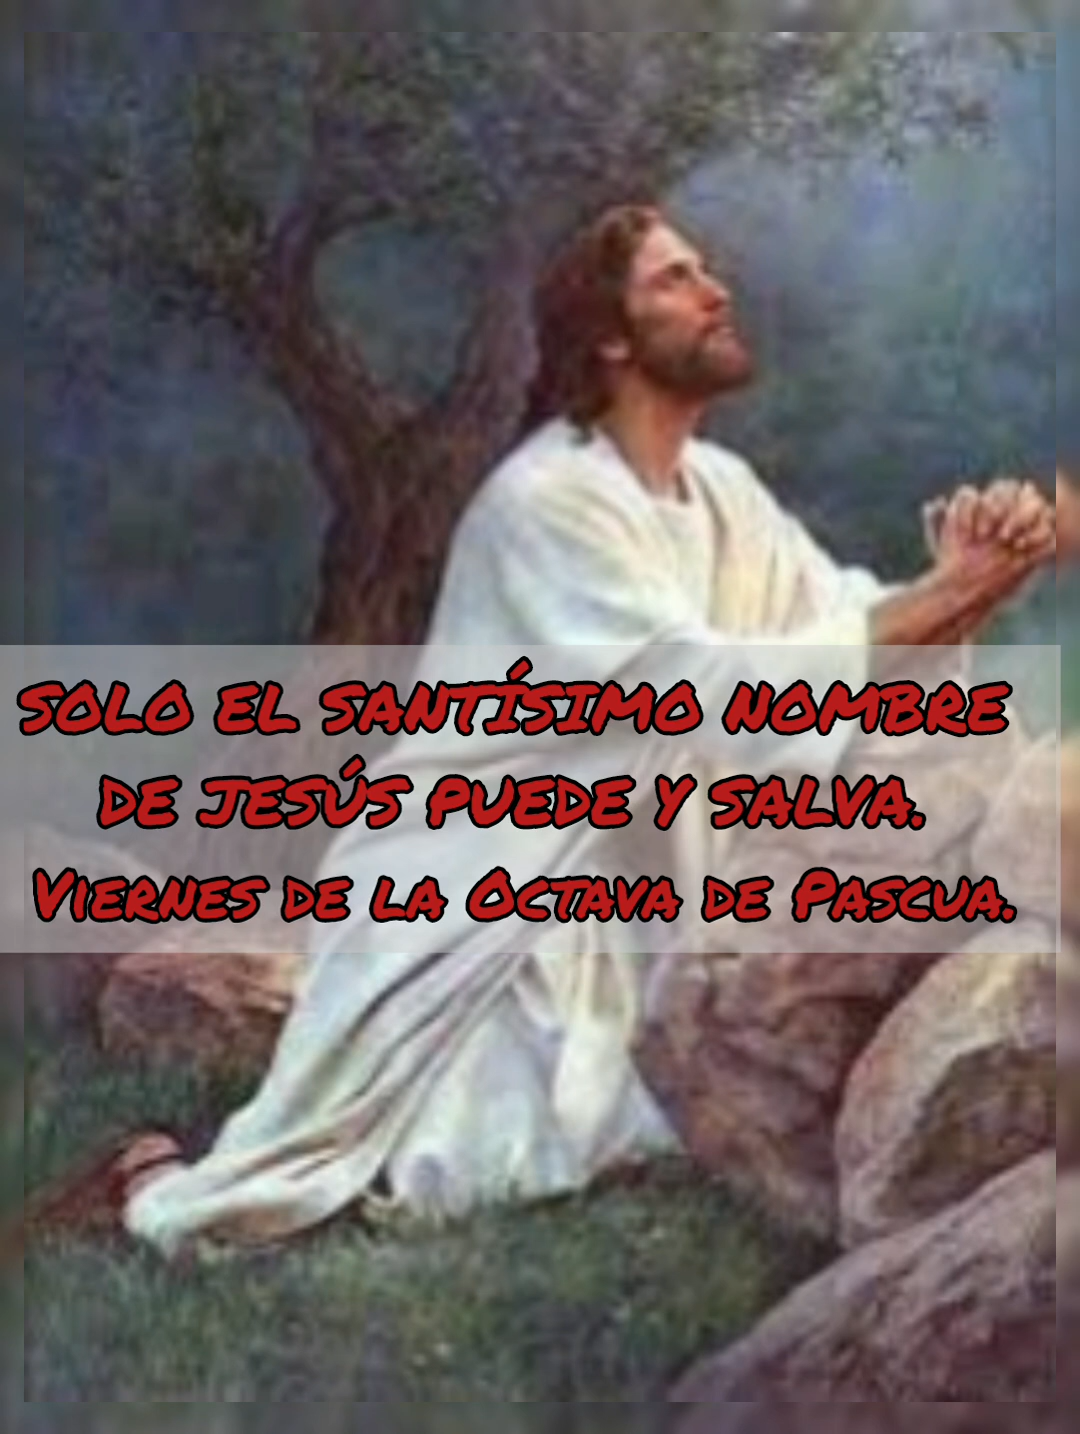 SOLO EL SANTÍSIMO NOMBRE
DE JESÚS PUEDE Y SALVA.
Viernes de la Octava de Pascua.